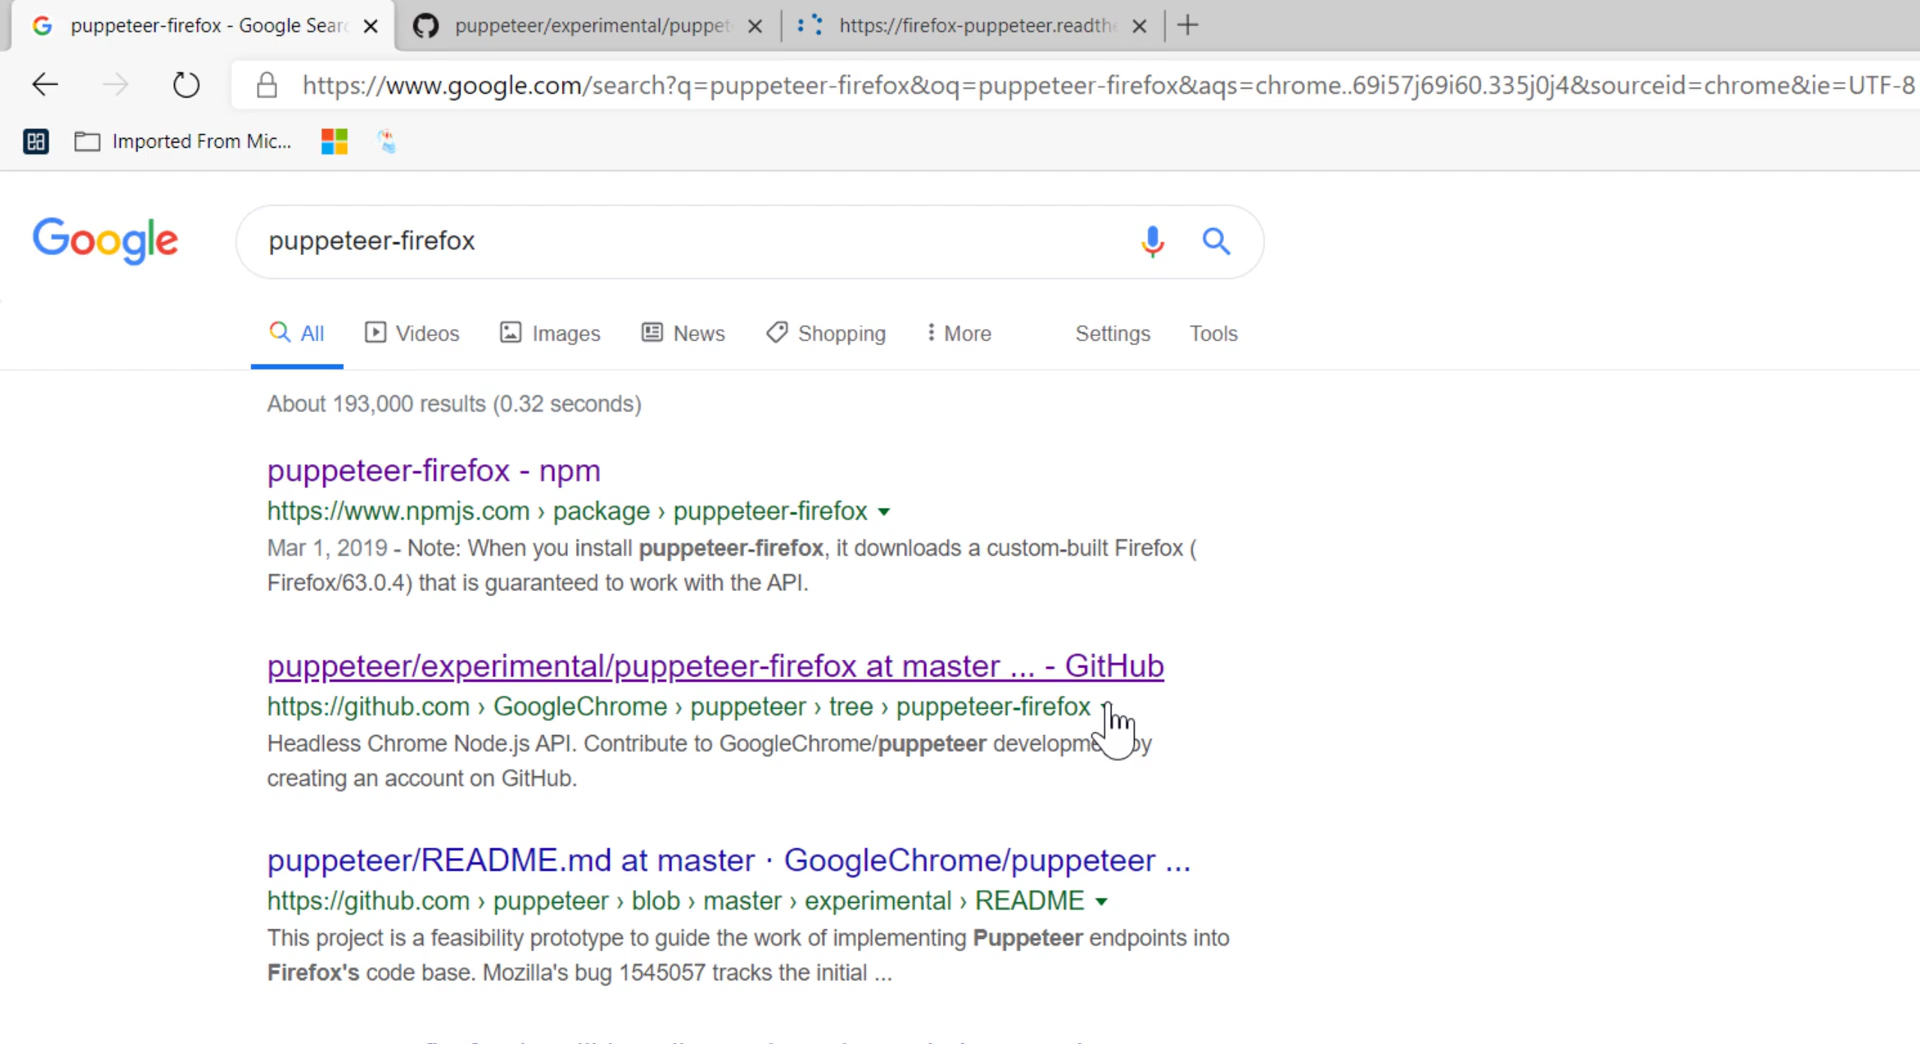 puppeteer-firefox - Google Sear
puppeteer/experimental/puppet
https://firefox-puppeteer.readthe
https://www.google.com/search?q=puppeteer-firefox&oq=puppeteer-firefox&aqs=chrome..69i57j69i60.335j0j4&sourceid=chrome&ie=UTF-8
Imported From Mic...
Google
puppeteer-firefox
All
Videos
Images
News
Shopping
More
Settings
Tools
About 193,000 results (0.32 seconds)
puppeteer-firefox - npm
https://www.npmjs.com › package › puppeteer-firefox
Mar 1, 2019 - Note: When you install puppeteer-firefox, it downloads a custom-built Firefox (
Firefox/63.0.4) that is guaranteed to work with the API.
puppeteer/experimental/puppeteer-firefox at master ... - GitHub
https://github.com › GoogleChrome › puppeteer › tree › puppeteer-firefox
Headless Chrome Node.js API. Contribute to GoogleChrome/puppeteer development by
creating an account on GitHub.
puppeteer/README.md at master · GoogleChrome/puppeteer ...
https://github.com › puppeteer › blob › master › experimental › README
This project is a feasibility prototype to guide the work of implementing Puppeteer endpoints into
Firefox's code base. Mozilla's bug 1545057 tracks the initial ...